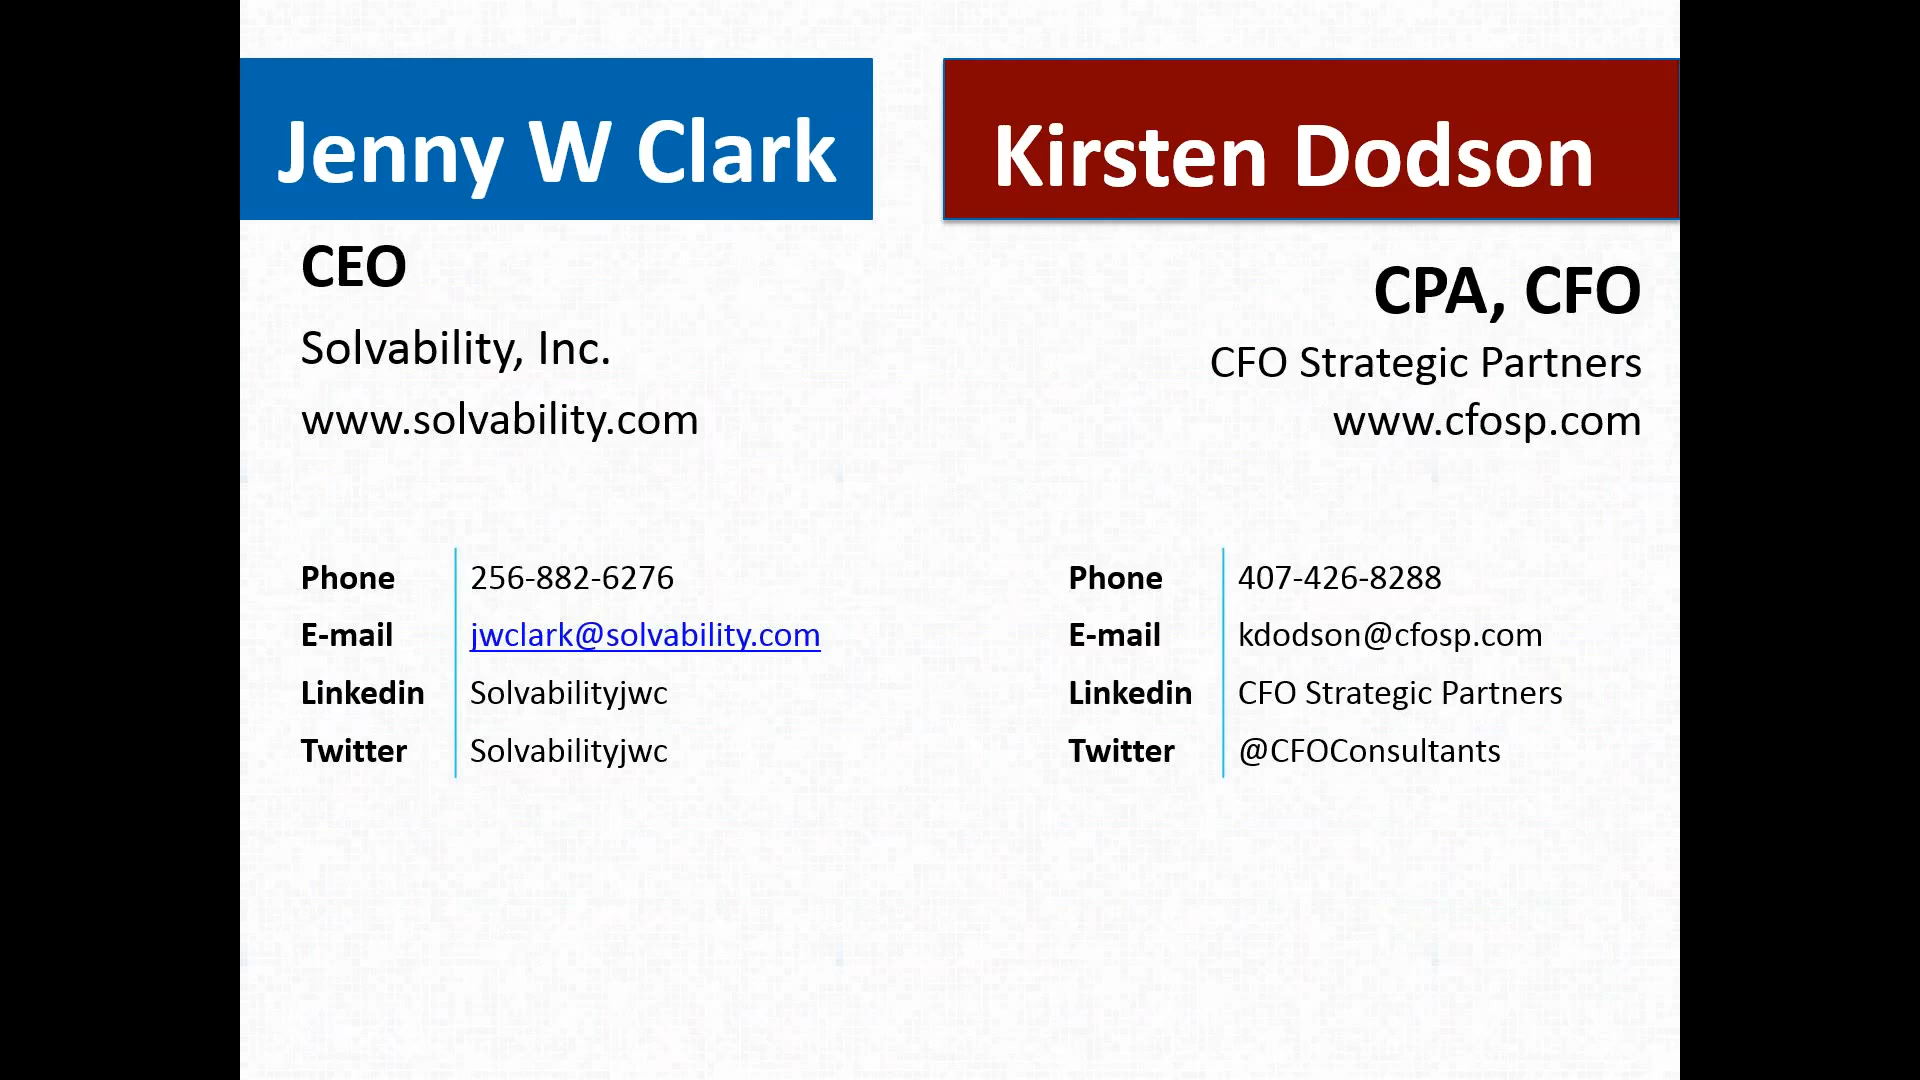 Jenny W Clark
CEO
Solvability, Inc.
www.solvability.com
Phone 256-882-6276
E-mail jwclark@solvability.com
Linkedin Solvabilityjwc
Twitter Solvabilityjwc
Kirsten Dodson
CPA, CFO
CFO Strategic Partners
www.cfosp.com
Phone 407-426-8288
E-mail kdodson@cfosp.com
Linkedin CFO Strategic Partners
Twitter @CFOConsultants